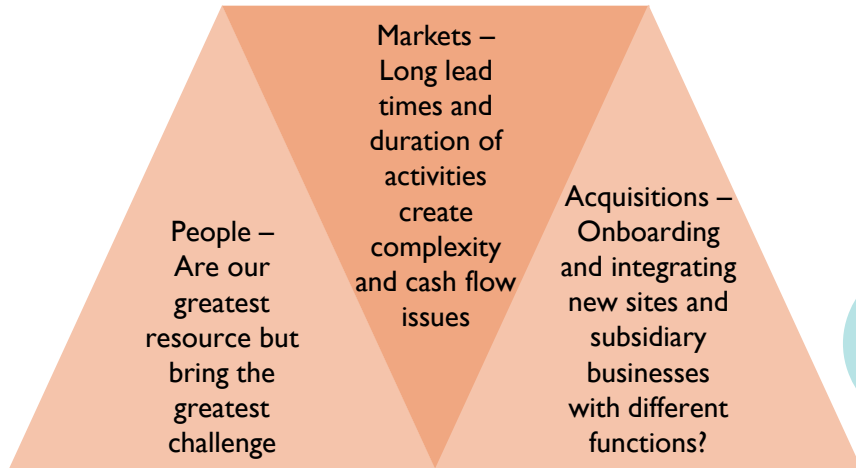 People –
Are our
greatest
resource but
bring the
greatest
challenge
Markets –
Long lead
times and
duration of
activities
create
complexity
and cash flow
issues
Acquisitions –
Onboarding
and integrating
new sites and
subsidiary
businesses
with different
functions?